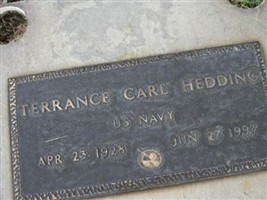 TERRANCE CARL HEDDING
US NAVY
APR 23 1928 JUN 27 1997